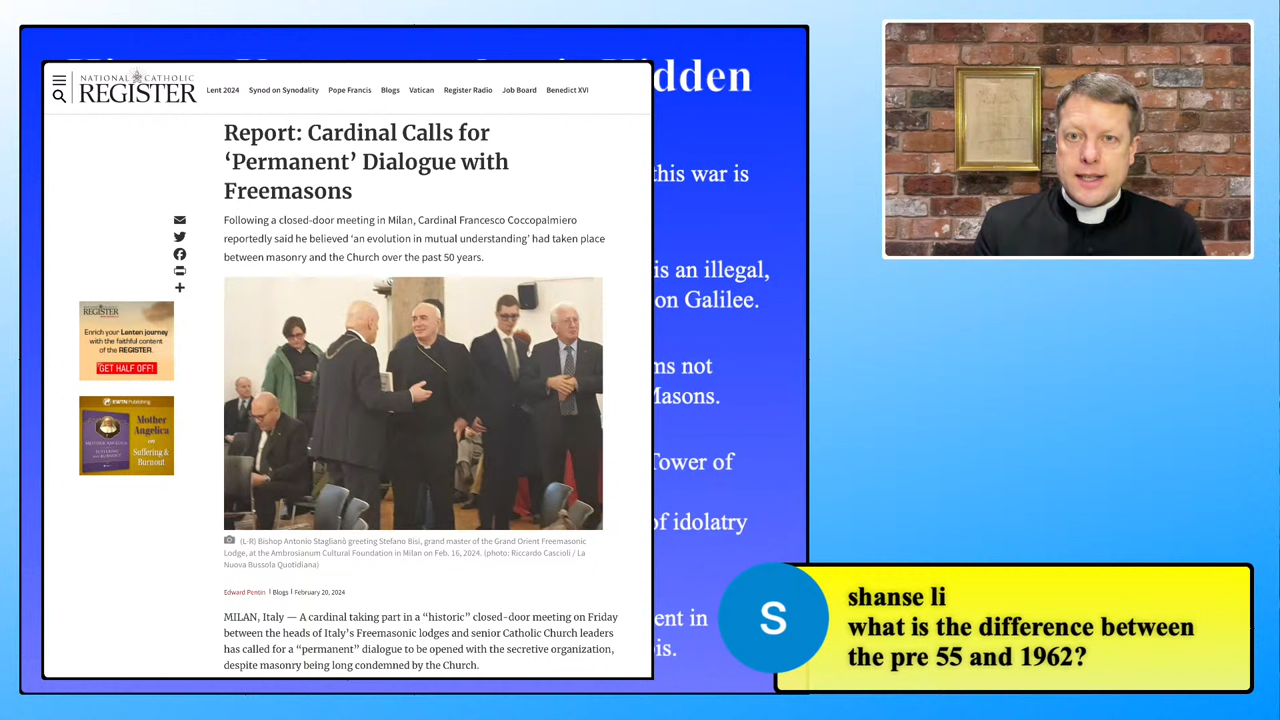 dden
NATIONAL CATHOLIC
REGISTER
Lent 2024 Synod on Synodality Pope Francis Blogs Vatican Register Radio Job Board Benedict XVI
Report: Cardinal Calls for
‘Permanent’ Dialogue with
Freemasons
Following a closed-door meeting in Milan, Cardinal Francesco Coccopalmiero
reportedly said he believed ‘an evolution in mutual understanding’ had taken place
between masonry and the Church over the past 50 years.
REGISTER
Enrich your Lenten journey
with the faithful content
of the REGISTER.
GET HALF OFF!
EWTN Publishing
Mother
Angelica
on
Suffering &
Burnout
MOTHER ANGELICA
(L-R) Bishop Antonio Staglianò greeting Stefano Bisi, grand master of the Grand Orient Freemasonic
Lodge, at the Ambrosianum Cultural Foundation in Milan on Feb. 16, 2024. (photo: Riccardo Cascioli / La
Nuova Bussola Quotidiana)
Edward Pentin | Blogs | February 20, 2024
MILAN, Italy — A cardinal taking part in a “historic” closed-door meeting on Friday
between the heads of Italy’s Freemasonic lodges and senior Catholic Church leaders
has called for a “permanent” dialogue to be opened with the secretive organization,
despite masonry being long condemned by the Church.
this war is
is an illegal,
on Galilee.
ms not
Masons.
Tower of
of idolatry
ent in
is.
S
shanse li
what is the difference between
the pre 55 and 1962?